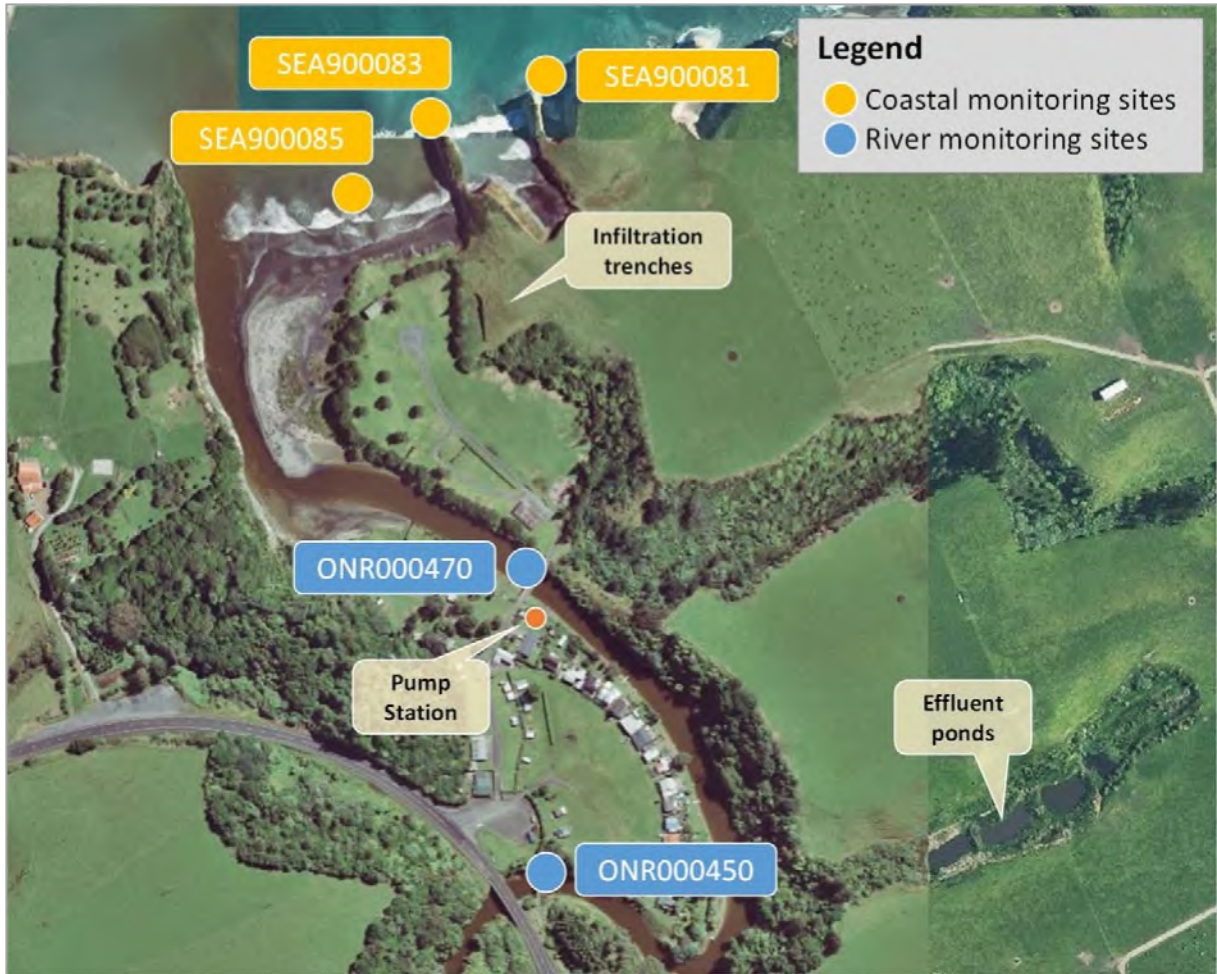 SEA900083
SEA900081
SEA900085
Legend
Coastal monitoring sites
River monitoring sites
Infiltration
trenches
ONR000470
Pump
Station
Effluent
ponds
ONR000450